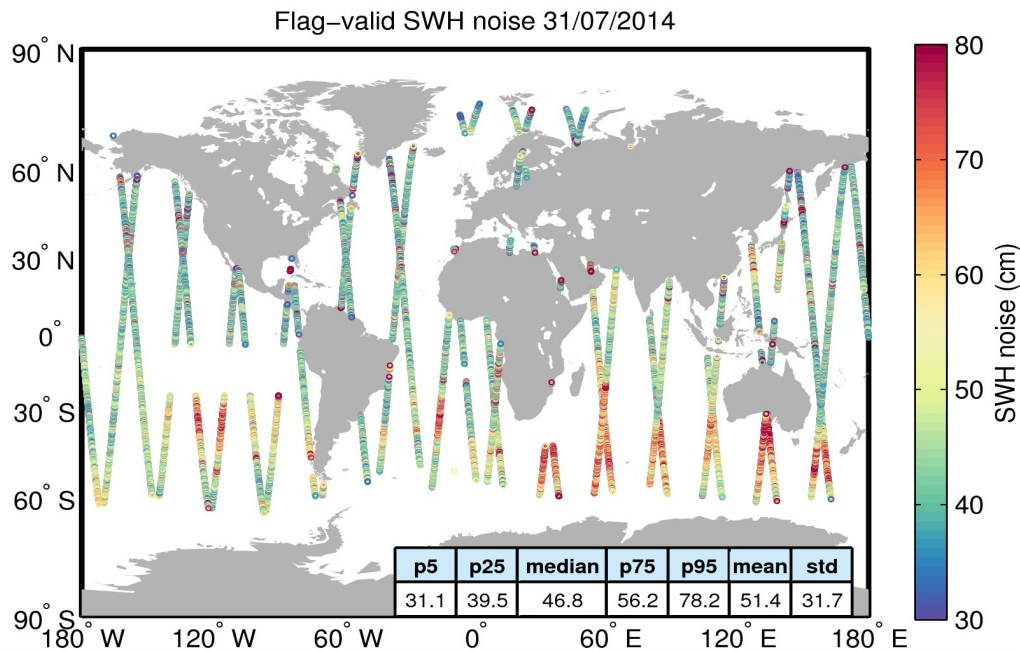 Flag−valid SWH noise 31/07/2014
90° N
60° N
30° N
0°
30° S
60° S
90° S
180° W
120° W
60° W
0°
60° E
120° E
180° E
80
70
60
50
40
30
SWH noise (cm)
p5 p25 median p75 p95 mean std
31.1 39.5 46.8 56.2 78.2 51.4 31.7